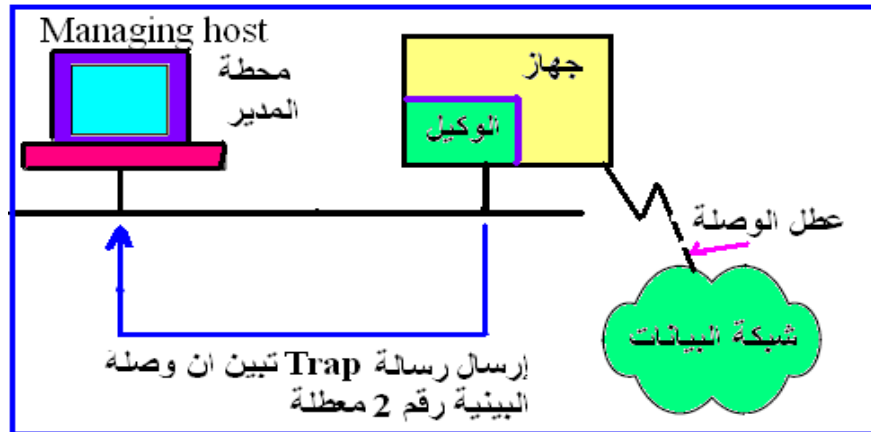 Managing host
محطة
المدير
جهاز
الوكيل
عطل الوصلة
شبكة البيانات
إرسال رسالة Trap تبين ان وصلة
البينية رقم 2 معطلة